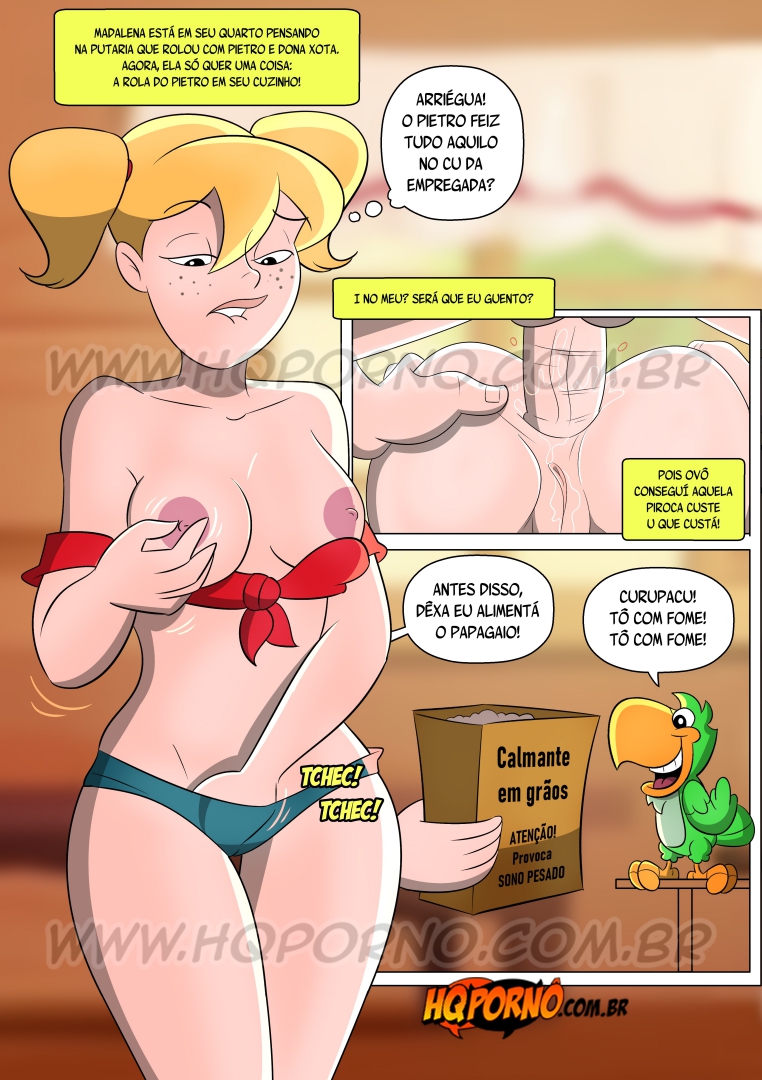 MADALENA ESTÁ EM SEU QUARTO PENSANDO
NA PUTARIA QUE ROLOU COM PIETRO E DONA XOTA.
AGORA, ELA SÓ QUER UMA COISA:
A ROLA DO PIETRO EM SEU CUZINHO!
ARRIÉGUA!
O PIETRO FEIZ
TUDO AQUILO
NO CU DA
EMPREGADA?
I NO MEU? SERÁ QUE EU GUENTO?
WWW.HQPORNO.COM.BR
POIS OVÔ
CONSEGUÍ AQUELA
PIROCA CUSTE
U QUE CUSTÁ!
ANTES DISSO,
DÊXA EU ALIMENTÁ
O PAPAGAIO!
CURUPACU!
TÔ COM FOME!
TÔ COM FOME!
TCHEC!
TCHEC!
Calmante
em grãos
ATENÇÃO!
Provoca
SONO PESADO
WWW.HQPORNO.COM.BR
HQPORNÔ.COM.BR